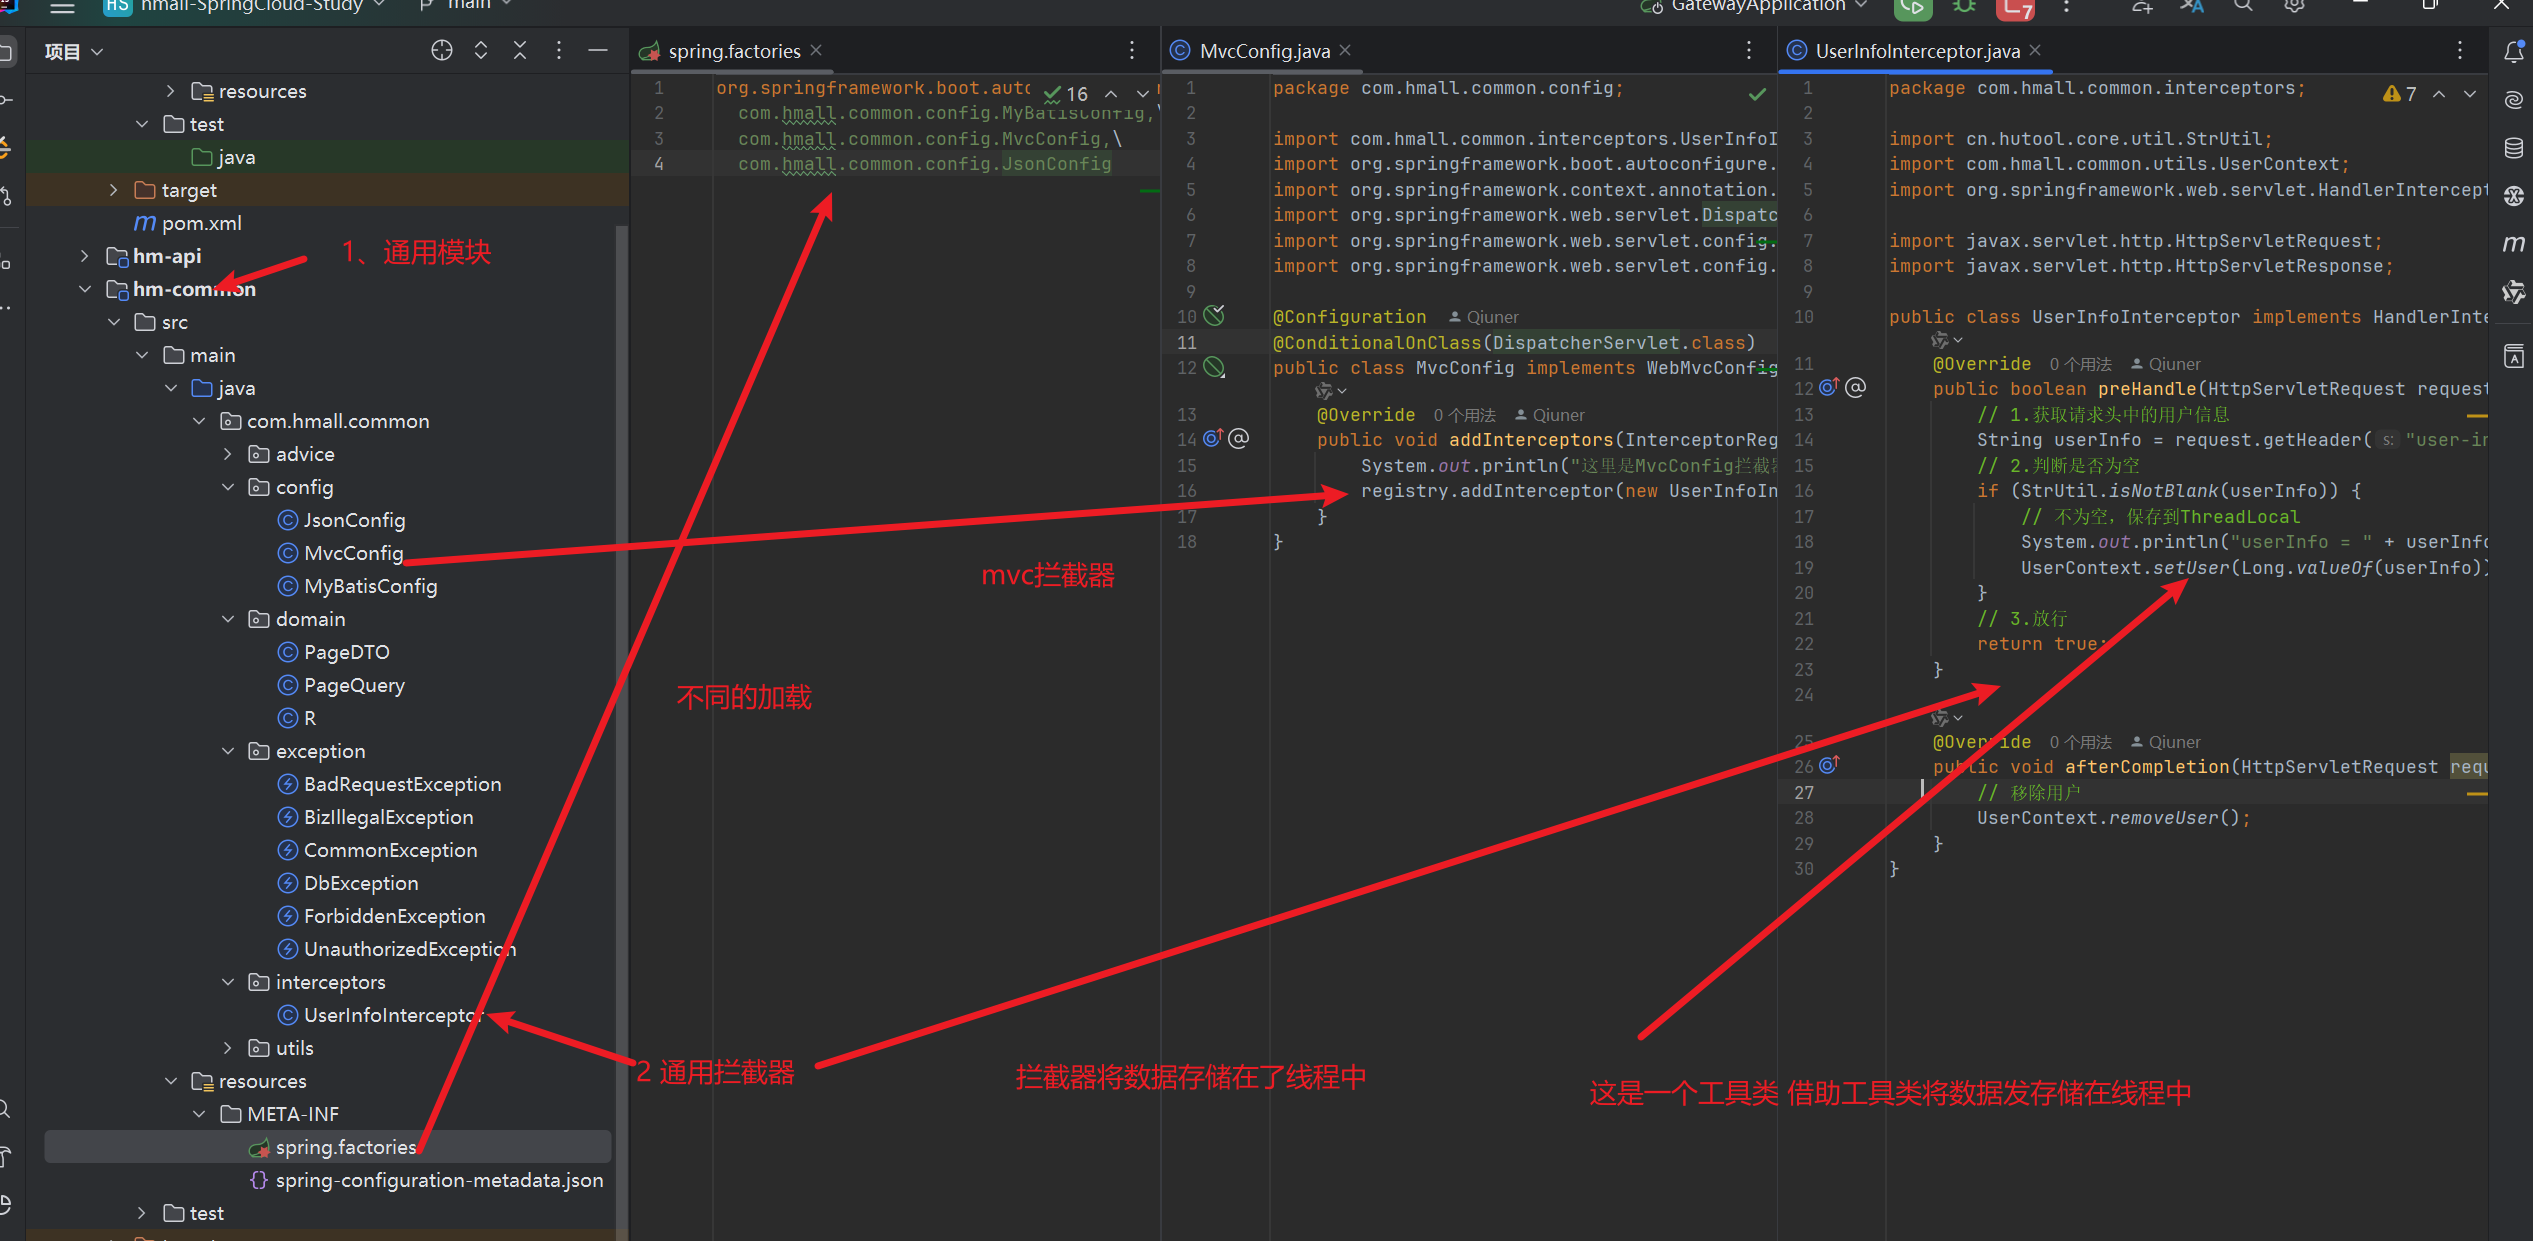 HS hmall-SpringCloud-Study main GatewayApplication
项目
resources
test
java
target
pom.xml
hm-api
hm-common
src
main
java
com.hmall.common
advice
config
JsonConfig
MvcConfig
MyBatisConfig
domain
PageDTO
PageQuery
R
exception
BadRequestException
BizIllegalException
CommonException
DbException
ForbiddenException
UnauthorizedException
interceptors
UserInfoInterceptor
utils
resources
META-INF
spring.factories
spring-configuration-metadata.json
test
1、通用模块
2 通用拦截器
不同的加载
mvc拦截器
拦截器将数据存储在了线程中
这是一个工具类 借助工具类将数据发存储在线程中
spring.factories
16
1 org.springframework.boot.auto
2 com.hmall.common.config.MyBatisConfig,\
3 com.hmall.common.config.MvcConfig,\
4 com.hmall.common.config.JsonConfig
MvcConfig.java
1 package com.hmall.common.config;
2
3 import com.hmall.common.interceptors.UserInfoI
4 import org.springframework.boot.autoconfigure.
5 import org.springframework.context.annotation.
6 import org.springframework.web.servlet.Dispatc
7 import org.springframework.web.servlet.config.
8 import org.springframework.web.servlet.config.
9
10 @Configuration Qiuner
11 @ConditionalOnClass(DispatcherServlet.class)
12 public class MvcConfig implements WebMvcConfig
13 @Override 0 个用法 Qiuner
14 public void addInterceptors(InterceptorReg
15 System.out.println("这里是MvcConfig拦截器
16 registry.addInterceptor(new UserInfoIn
17 }
18 }
UserInfoInterceptor.java
7
1 package com.hmall.common.interceptors;
2
3 import cn.hutool.core.util.StrUtil;
4 import com.hmall.common.utils.UserContext;
5 import org.springframework.web.servlet.HandlerIntercept
6
7 import javax.servlet.http.HttpServletRequest;
8 import javax.servlet.http.HttpServletResponse;
9
10 public class UserInfoInterceptor implements HandlerInte
11 @Override 0 个用法 Qiuner
12 public boolean preHandle(HttpServletRequest request
13 // 1.获取请求头中的用户信息
14 String userInfo = request.getHeader( s: "user-in
15 // 2.判断是否为空
16 if (StrUtil.isNotBlank(userInfo)) {
17 // 不为空，保存到ThreadLocal
18 System.out.println("userInfo = " + userInfo
19 UserContext.setUser(Long.valueOf(userInfo))
20 }
21 // 3.放行
22 return true;
23 }
24
25 @Override 0 个用法 Qiuner
26 public void afterCompletion(HttpServletRequest requ
27 // 移除用户
28 UserContext.removeUser();
29 }
30 }